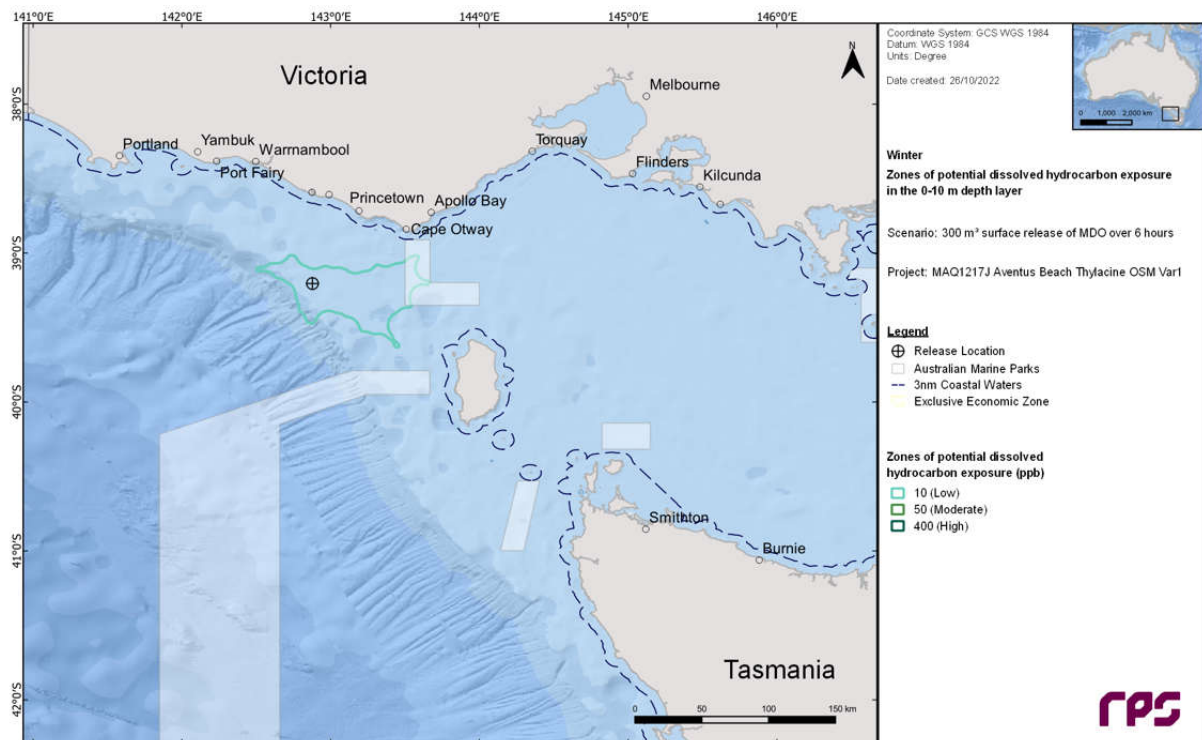 141°0'E 142°0'E 143°0'E 144°0'E 145°0'E 146°0'E
38°0'S
39°0'S
40°0'S
41°0'S
42°0'S
Victoria
N
Melbourne
Portland
Yambuk
Warrnambool
Port Fairy
Princetown
Apollo Bay
Cape Otway
Torquay
Flinders
Kilcunda
Smithton
Burnie
Tasmania
0 50 100 150 km
Coordinate System: GCS WGS 1984
Datum: WGS 1984
Units: Degree
Date created: 26/10/2022
0 1,000 2,000 km
Winter
Zones of potential dissolved hydrocarbon exposure
in the 0-10 m depth layer
Scenario: 300 m³ surface release of MDO over 6 hours
Project: MAQ1217J Aventus Beach Thylacine OSM Var1
Legend
Release Location
Australian Marine Parks
3nm Coastal Waters
Exclusive Economic Zone
Zones of potential dissolved
hydrocarbon exposure (ppb)
10 (Low)
50 (Moderate)
400 (High)
rps